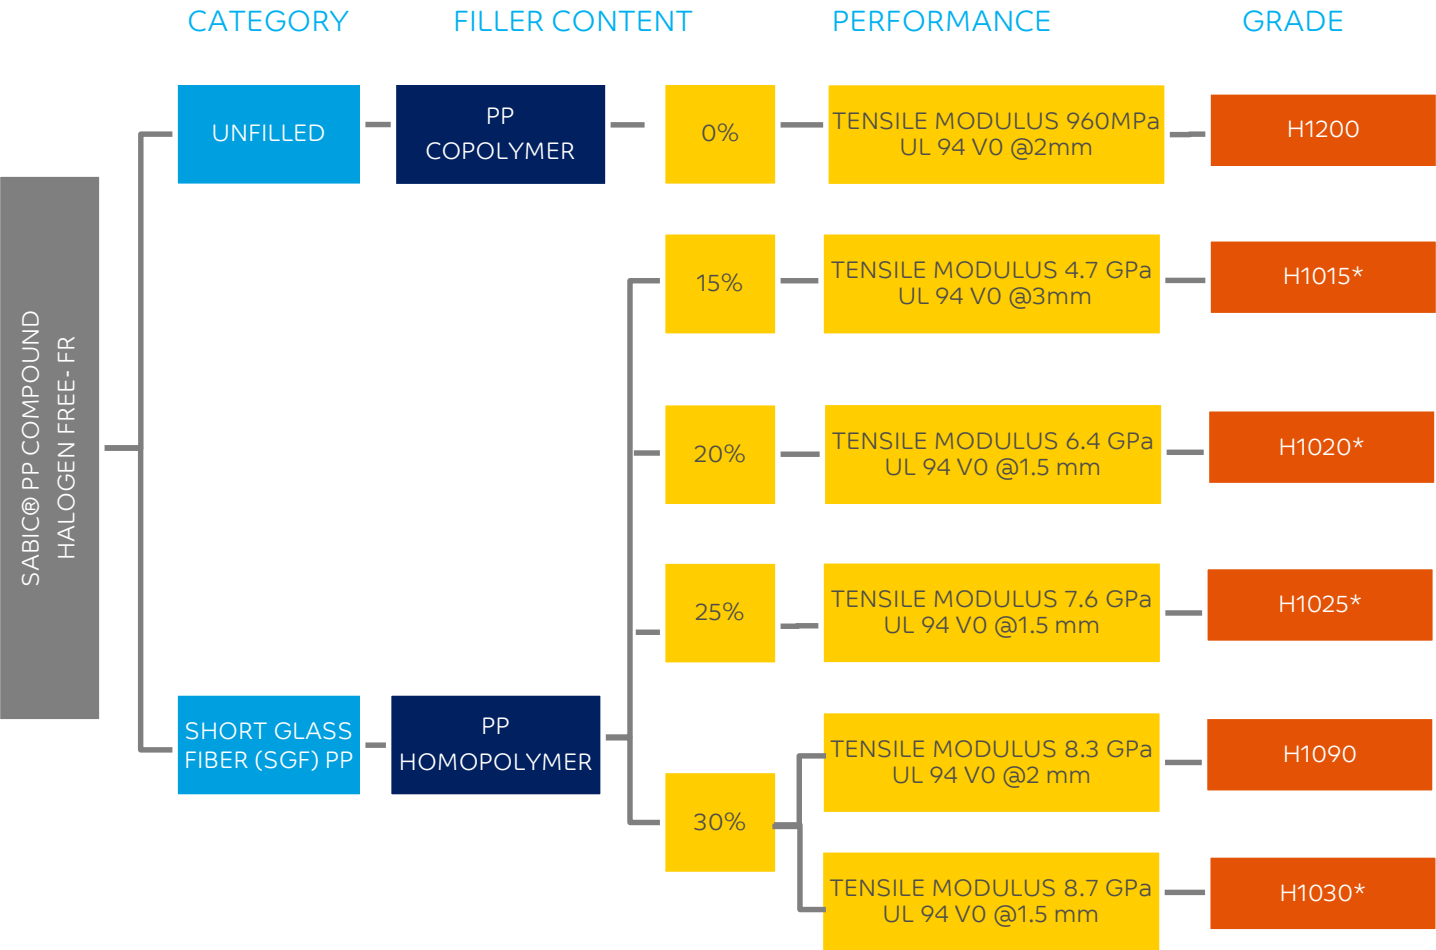 CATEGORY
FILLER CONTENT
PERFORMANCE
GRADE
SABIC® PP COMPOUND
HALOGEN FREE- FR
UNFILLED
PP
COPOLYMER
0%
TENSILE MODULUS 960MPa
UL 94 V0 @2mm
H1200
15%
TENSILE MODULUS 4.7 GPa
UL 94 V0 @3mm
H1015*
20%
TENSILE MODULUS 6.4 GPa
UL 94 V0 @1.5 mm
H1020*
25%
TENSILE MODULUS 7.6 GPa
UL 94 V0 @1.5 mm
H1025*
SHORT GLASS
FIBER (SGF) PP
PP
HOMOPOLYMER
30%
TENSILE MODULUS 8.3 GPa
UL 94 V0 @2 mm
H1090
TENSILE MODULUS 8.7 GPa
UL 94 V0 @1.5 mm
H1030*